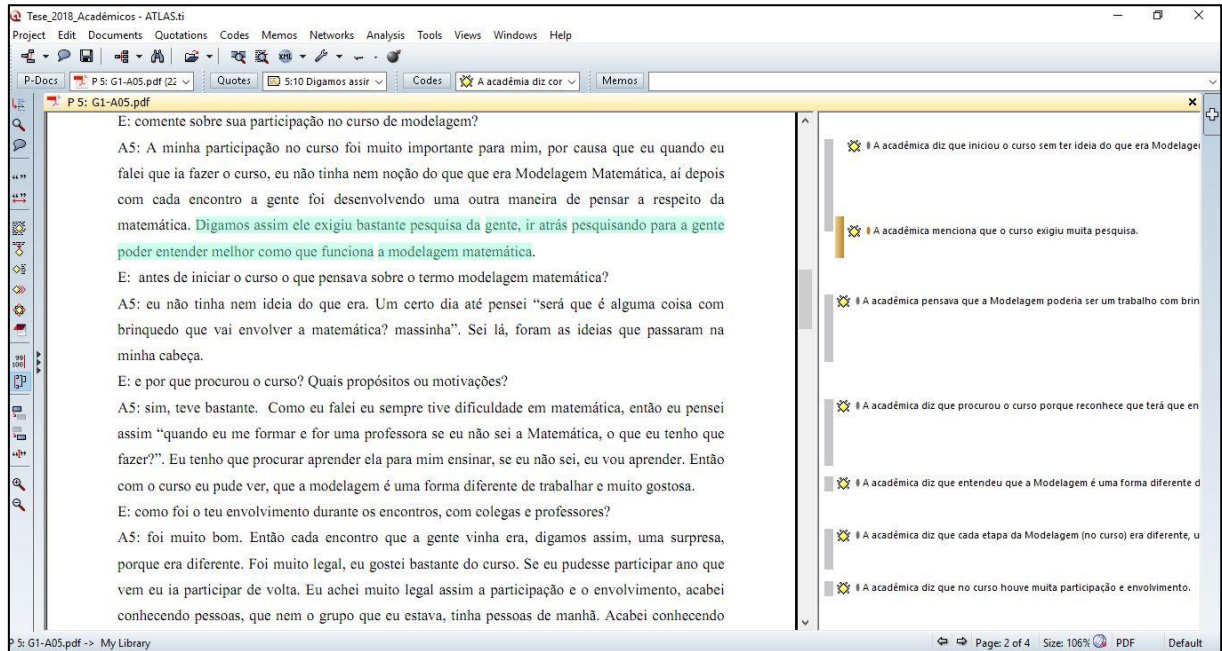 Tese_2018_Acadêmicos - ATLAS.ti
Project Edit Documents Quotations Codes Memos Networks Analysis Tools Views Windows Help
P-Docs P 5: G1-A05.pdf (22 Quotes 5:10 Digamos assir Codes A acadêmia diz cor Memos
P 5: G1-A05.pdf
E: comente sobre sua participação no curso de modelagem?
A5: A minha participação no curso foi muito importante para mim, por causa que eu quando eu
falei que ia fazer o curso, eu não tinha nem noção do que que era Modelagem Matemática, aí depois
com cada encontro a gente foi desenvolvendo uma outra maneira de pensar a respeito da
matemática. Digamos assim ele exigiu bastante pesquisa da gente, ir atrás pesquisando para a gente
poder entender melhor como que funciona a modelagem matemática.
E: antes de iniciar o curso o que pensava sobre o termo modelagem matemática?
A5: eu não tinha nem ideia do que era. Um certo dia até pensei “será que é alguma coisa com
brinquedo que vai envolver a matemática? massinha”. Sei lá, foram as ideias que passaram na
minha cabeça.
E: e por que procurou o curso? Quais propósitos ou motivações?
A5: sim, teve bastante. Como eu falei eu sempre tive dificuldade em matemática, então eu pensei
assim “quando eu me formar e for uma professora se eu não sei a Matemática, o que eu tenho que
fazer?”. Eu tenho que procurar aprender ela para mim ensinar, se eu não sei, eu vou aprender. Então
com o curso eu pude ver, que a modelagem é uma forma diferente de trabalhar e muito gostosa.
E: como foi o teu envolvimento durante os encontros, com colegas e professores?
A5: foi muito bom. Então cada encontro que a gente vinha era, digamos assim, uma surpresa,
porque era diferente. Foi muito legal, eu gostei bastante do curso. Se eu pudesse participar ano que
vem eu ia participar de volta. Eu achei muito legal assim a participação e o envolvimento, acabei
conhecendo pessoas, que nem o grupo que eu estava, tinha pessoas de manhã. Acabei conhecendo
A acadêmica diz que iniciou o curso sem ter ideia do que era Modelager
A acadêmica menciona que o curso exigiu muita pesquisa.
A acadêmica pensava que a Modelagem poderia ser um trabalho com brin
A acadêmica diz que procurou o curso porque reconhece que terá que en
A acadêmica diz que entendeu que a Modelagem é uma forma diferente d
A acadêmica diz que cada etapa da Modelagem (no curso) era diferente, u
A acadêmica diz que no curso houve muita participação e envolvimento.
P 5: G1-A05.pdf -> My Library Page: 2 of 4 Size: 106% PDF Default